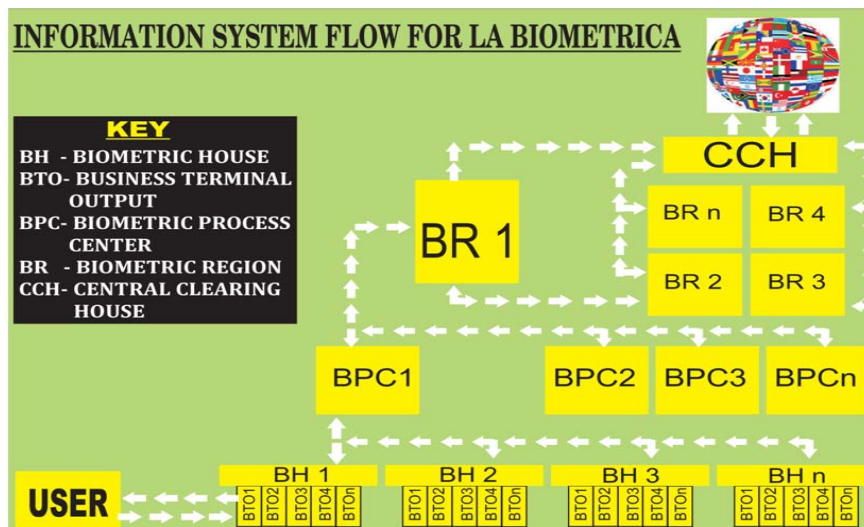 INFORMATION SYSTEM FLOW FOR LA BIOMETRICA
KEY
BH - BIOMETRIC HOUSE
BTO- BUSINESS TERMINAL
OUTPUT
BPC- BIOMETRIC PROCESS
CENTER
BR - BIOMETRIC REGION
CCH- CENTRAL CLEARING
HOUSE
CCH
BR 1
BR n
BR 4
BR 2
BR 3
BPC1
BPC2
BPC3
BPCn
BH 1
BH 2
BH 3
BH n
USER
BTO1
BTO2
BTO3
BTO4
BTOn
BTO1
BTO2
BTO3
BTO4
BTOn
BTO1
BTO2
BTO3
BTO4
BTOn
BTO1
BTO2
BTO3
BTO4
BTOn